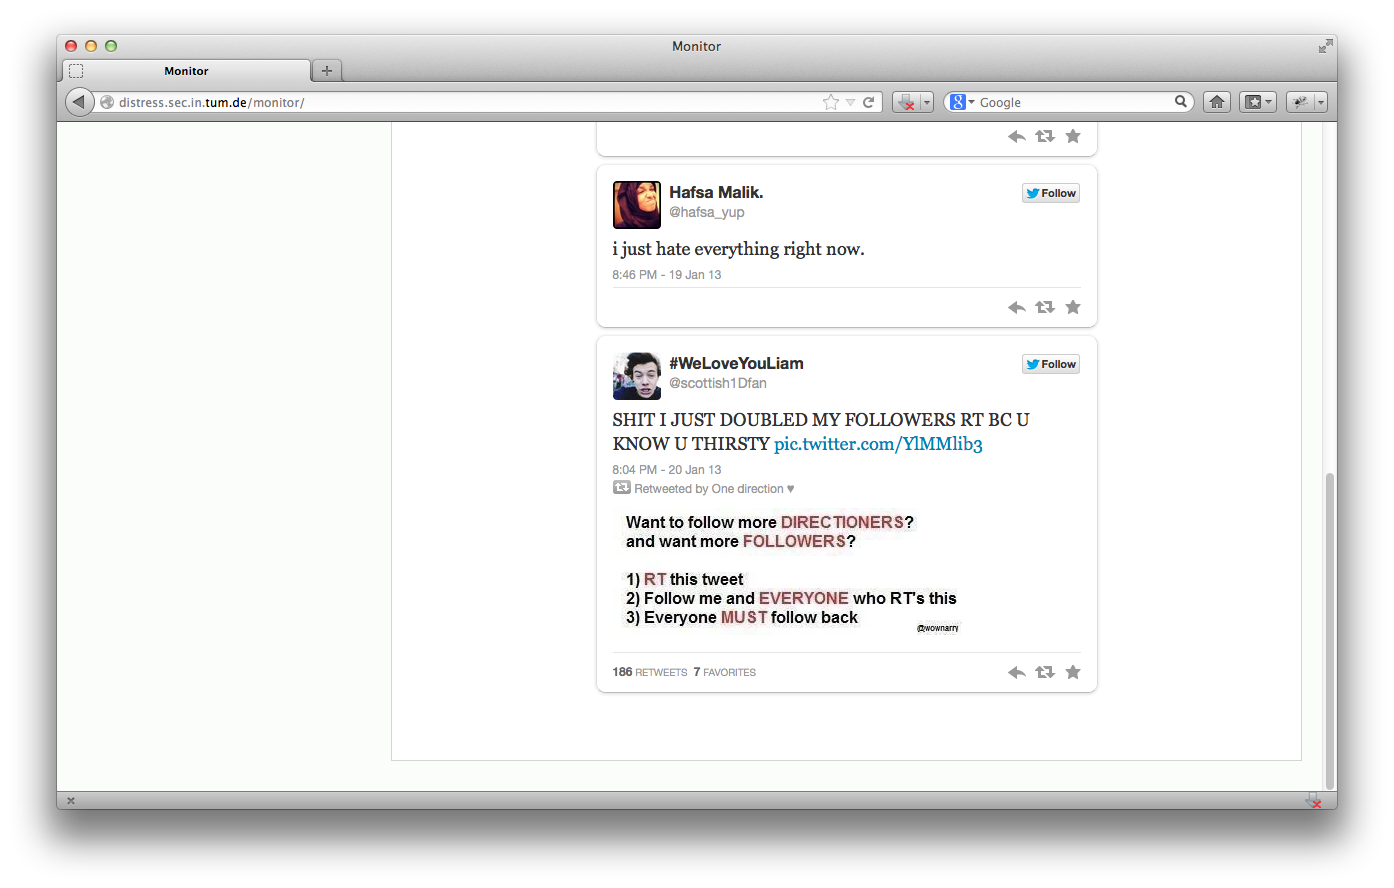 Monitor
Monitor
distress.sec.in.tum.de/monitor/
Google
Hafsa Malik.
Follow
@hafsa_yup
i just hate everything right now.
8:46 PM - 19 Jan 13
#WeLoveYouLiam
Follow
@scottish1Dfan
SHIT I JUST DOUBLED MY FOLLOWERS RT BC U
KNOW U THIRSTY pic.twitter.com/YlMMlib3
8:04 PM - 20 Jan 13
Retweeted by One direction ♥
Want to follow more DIRECTIONERS?
and want more FOLLOWERS?
1) RT this tweet
2) Follow me and EVERYONE who RT's this
3) Everyone MUST follow back
@wownarry
186 RETWEETS 7 FAVORITES